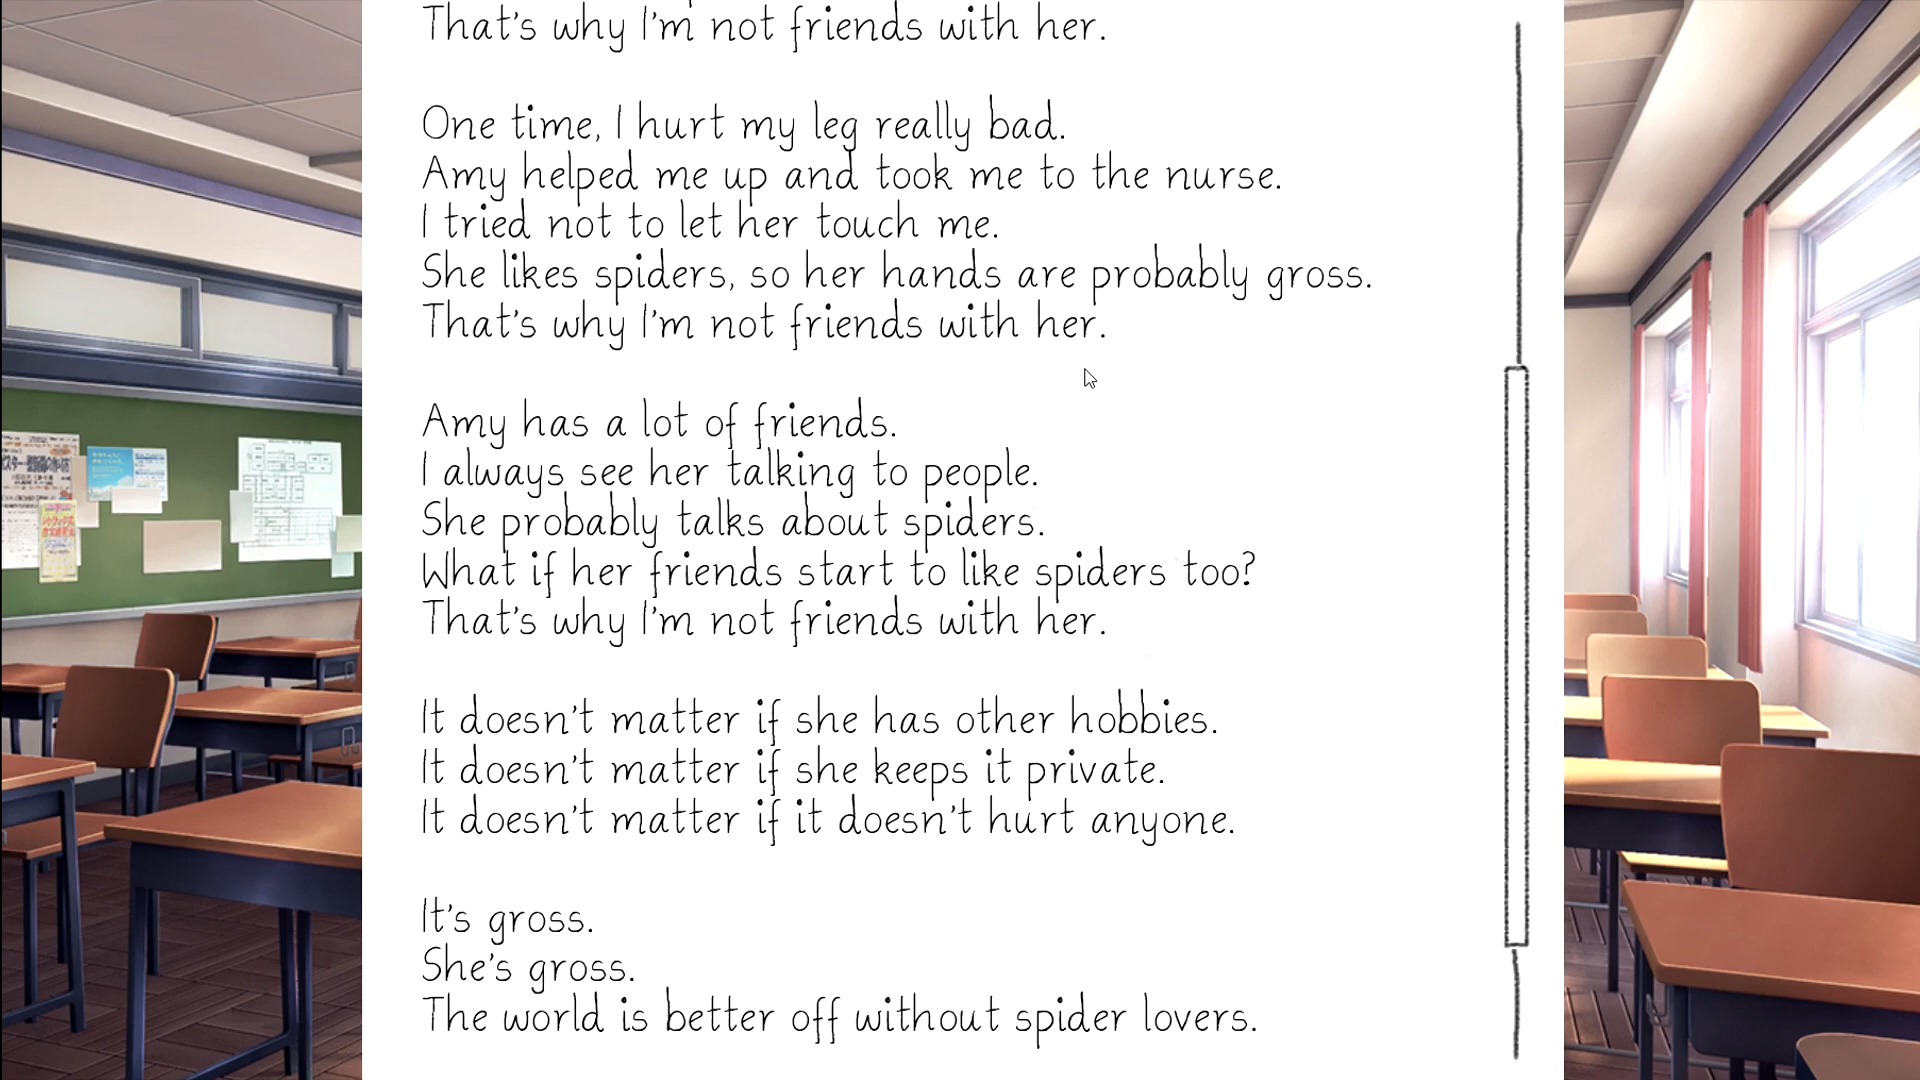 That's why I'm not friends with her.
One time, I hurt my leg really bad.
Amy helped me up and took me to the nurse.
I tried not to let her touch me.
She likes spiders, so her hands are probably gross.
That's why I'm not friends with her.
Amy has a lot of friends.
I always see her talking to people.
She probably talks about spiders.
What if her friends start to like spiders too?
That's why I'm not friends with her.
It doesn't matter if she has other hobbies.
It doesn't matter if she keeps it private.
It doesn't matter if it doesn't hurt anyone.
It's gross.
She's gross.
The world is better off without spider lovers.